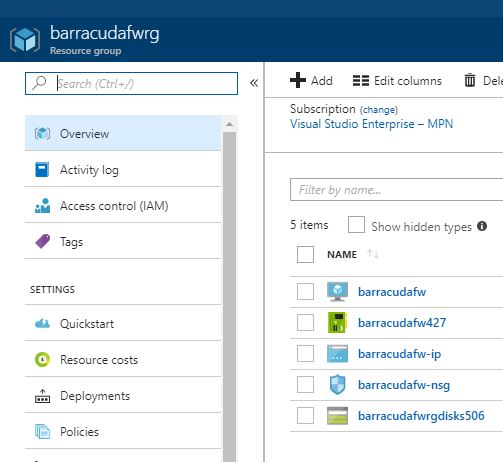 barracudafwrg
Resource group
Search (Ctrl+/)
«
Overview
Activity log
Access control (IAM)
Tags
SETTINGS
Quickstart
Resource costs
Deployments
Policies
Add
Edit columns
Subscription (change)
Visual Studio Enterprise – MPN
Filter by name...
5 items
Show hidden types
NAME
barracudafw
barracudafw427
barracudafw-ip
barracudafw-nsg
barracudafwrgdisks506